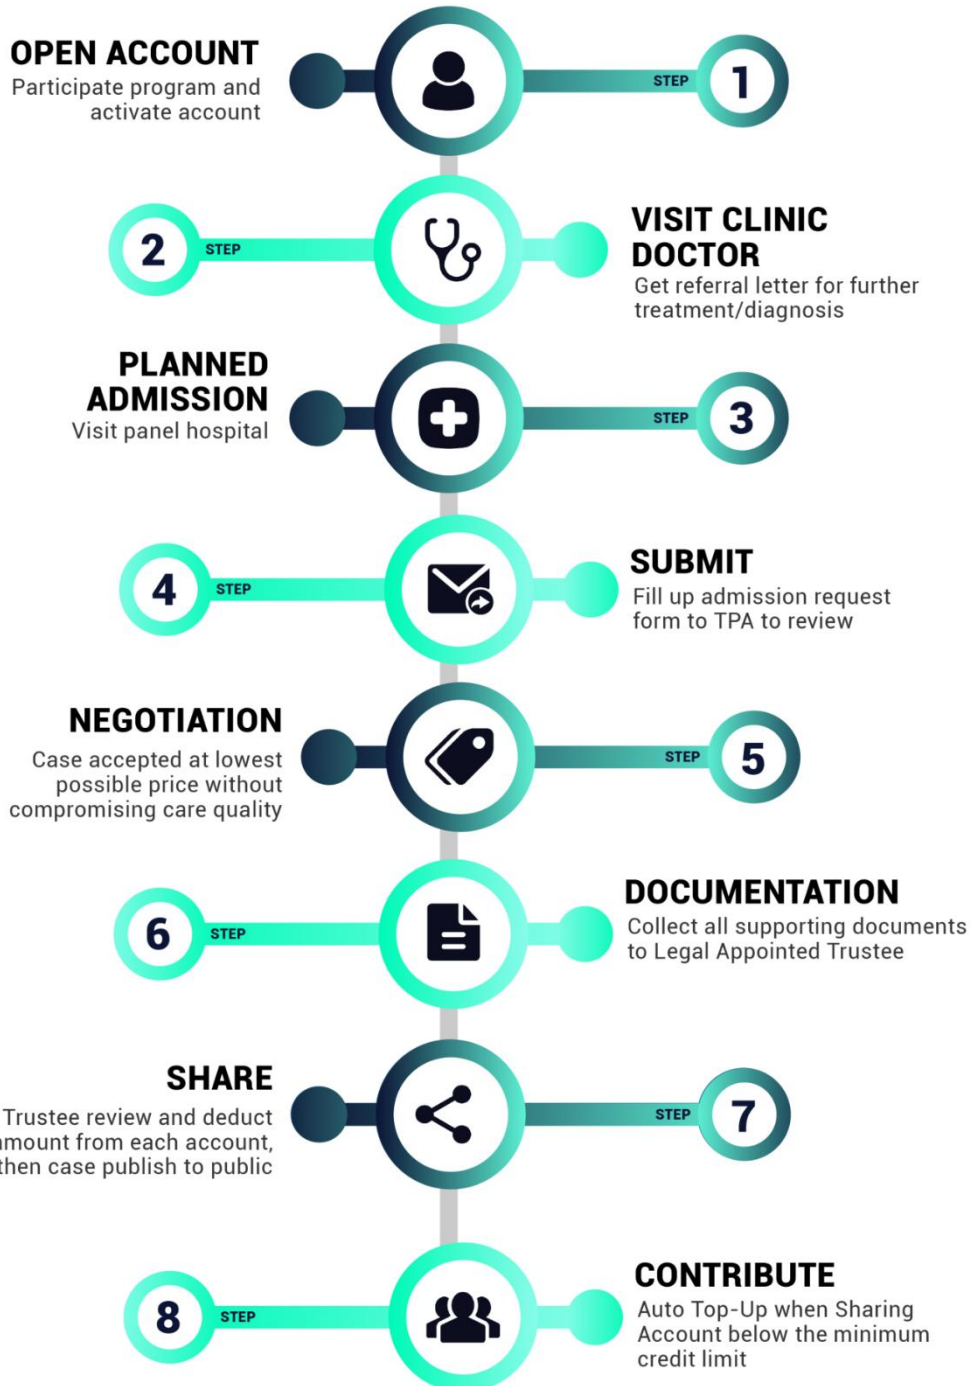 OPEN ACCOUNT
Participate program and
activate account
STEP
1
2
STEP
VISIT CLINIC
DOCTOR
Get referral letter for further
treatment/diagnosis
PLANNED
ADMISSION
Visit panel hospital
STEP
3
4
STEP
SUBMIT
Fill up admission request
form to TPA to review
NEGOTIATION
Case accepted at lowest
possible price without
compromising care quality
STEP
5
6
STEP
DOCUMENTATION
Collect all supporting documents
to Legal Appointed Trustee
SHARE
Trustee review and deduct
amount from each account,
then case publish to public
STEP
7
8
STEP
CONTRIBUTE
Auto Top-Up when Sharing
Account below the minimum
credit limit